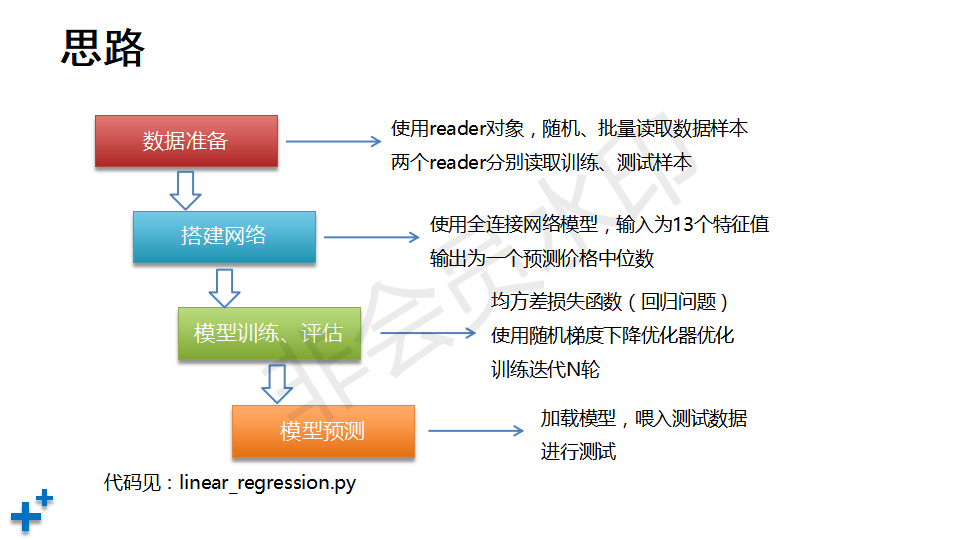 思路
数据准备
使用reader对象，随机、批量读取数据样本
两个reader分别读取训练、测试样本
搭建网络
使用全连接网络模型，输入为13个特征值
输出为一个预测价格中位数
模型训练、评估
均方差损失函数（回归问题）
使用随机梯度下降优化器优化
训练迭代N轮
模型预测
加载模型，喂入测试数据
进行测试
代码见：linear_regression.py
非会员水印